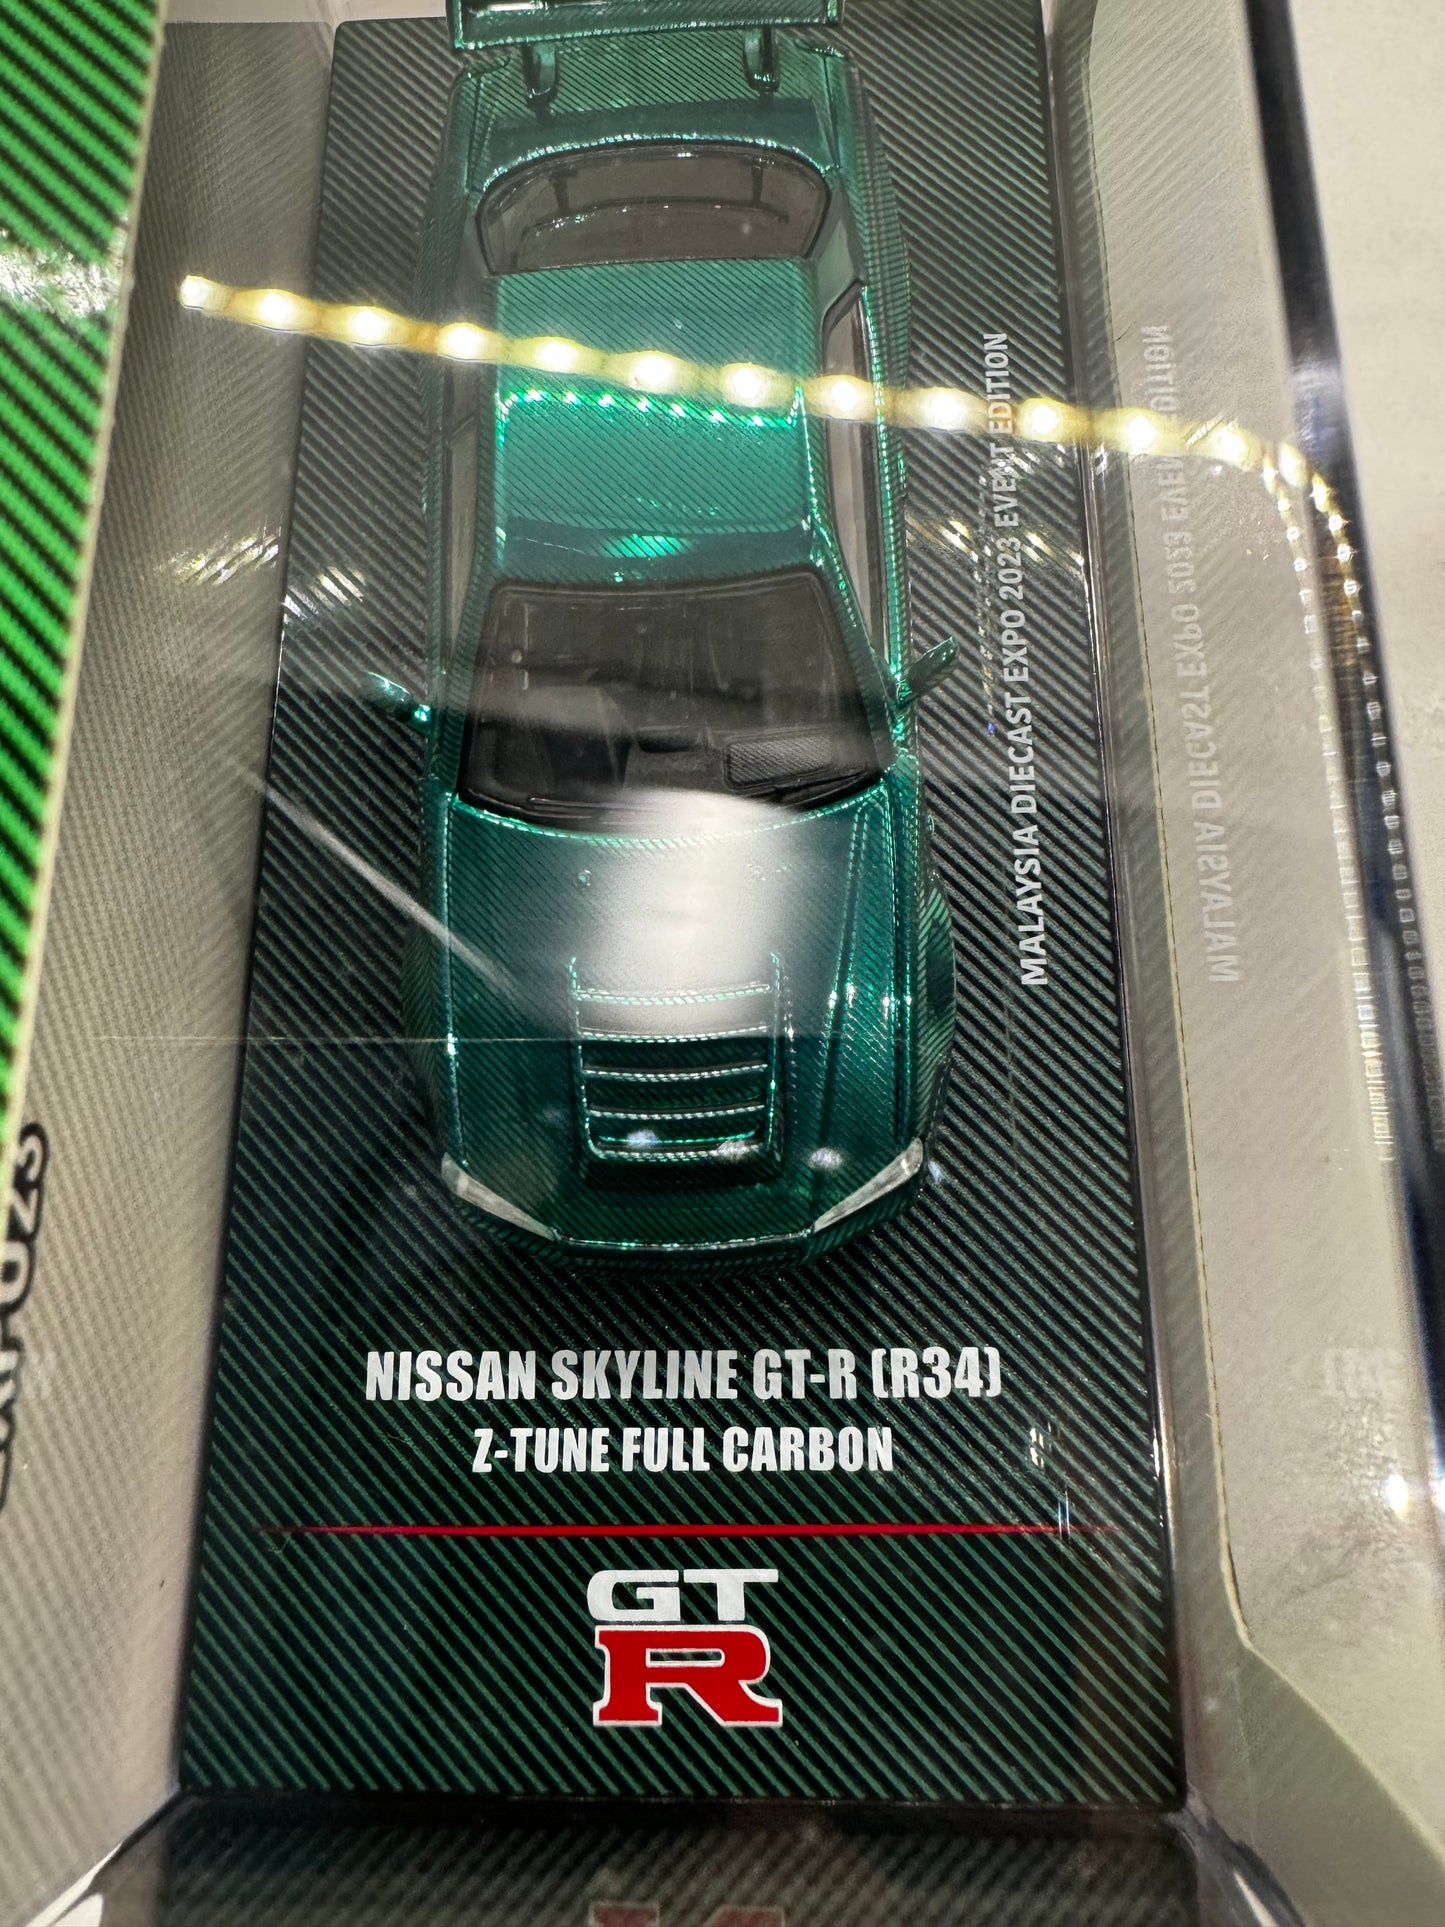 MALAYSIA DIECAST EXPO 2023 EVENT EDITION
NISSAN SKYLINE GT-R (R34)
Z-TUNE FULL CARBON
GT
R